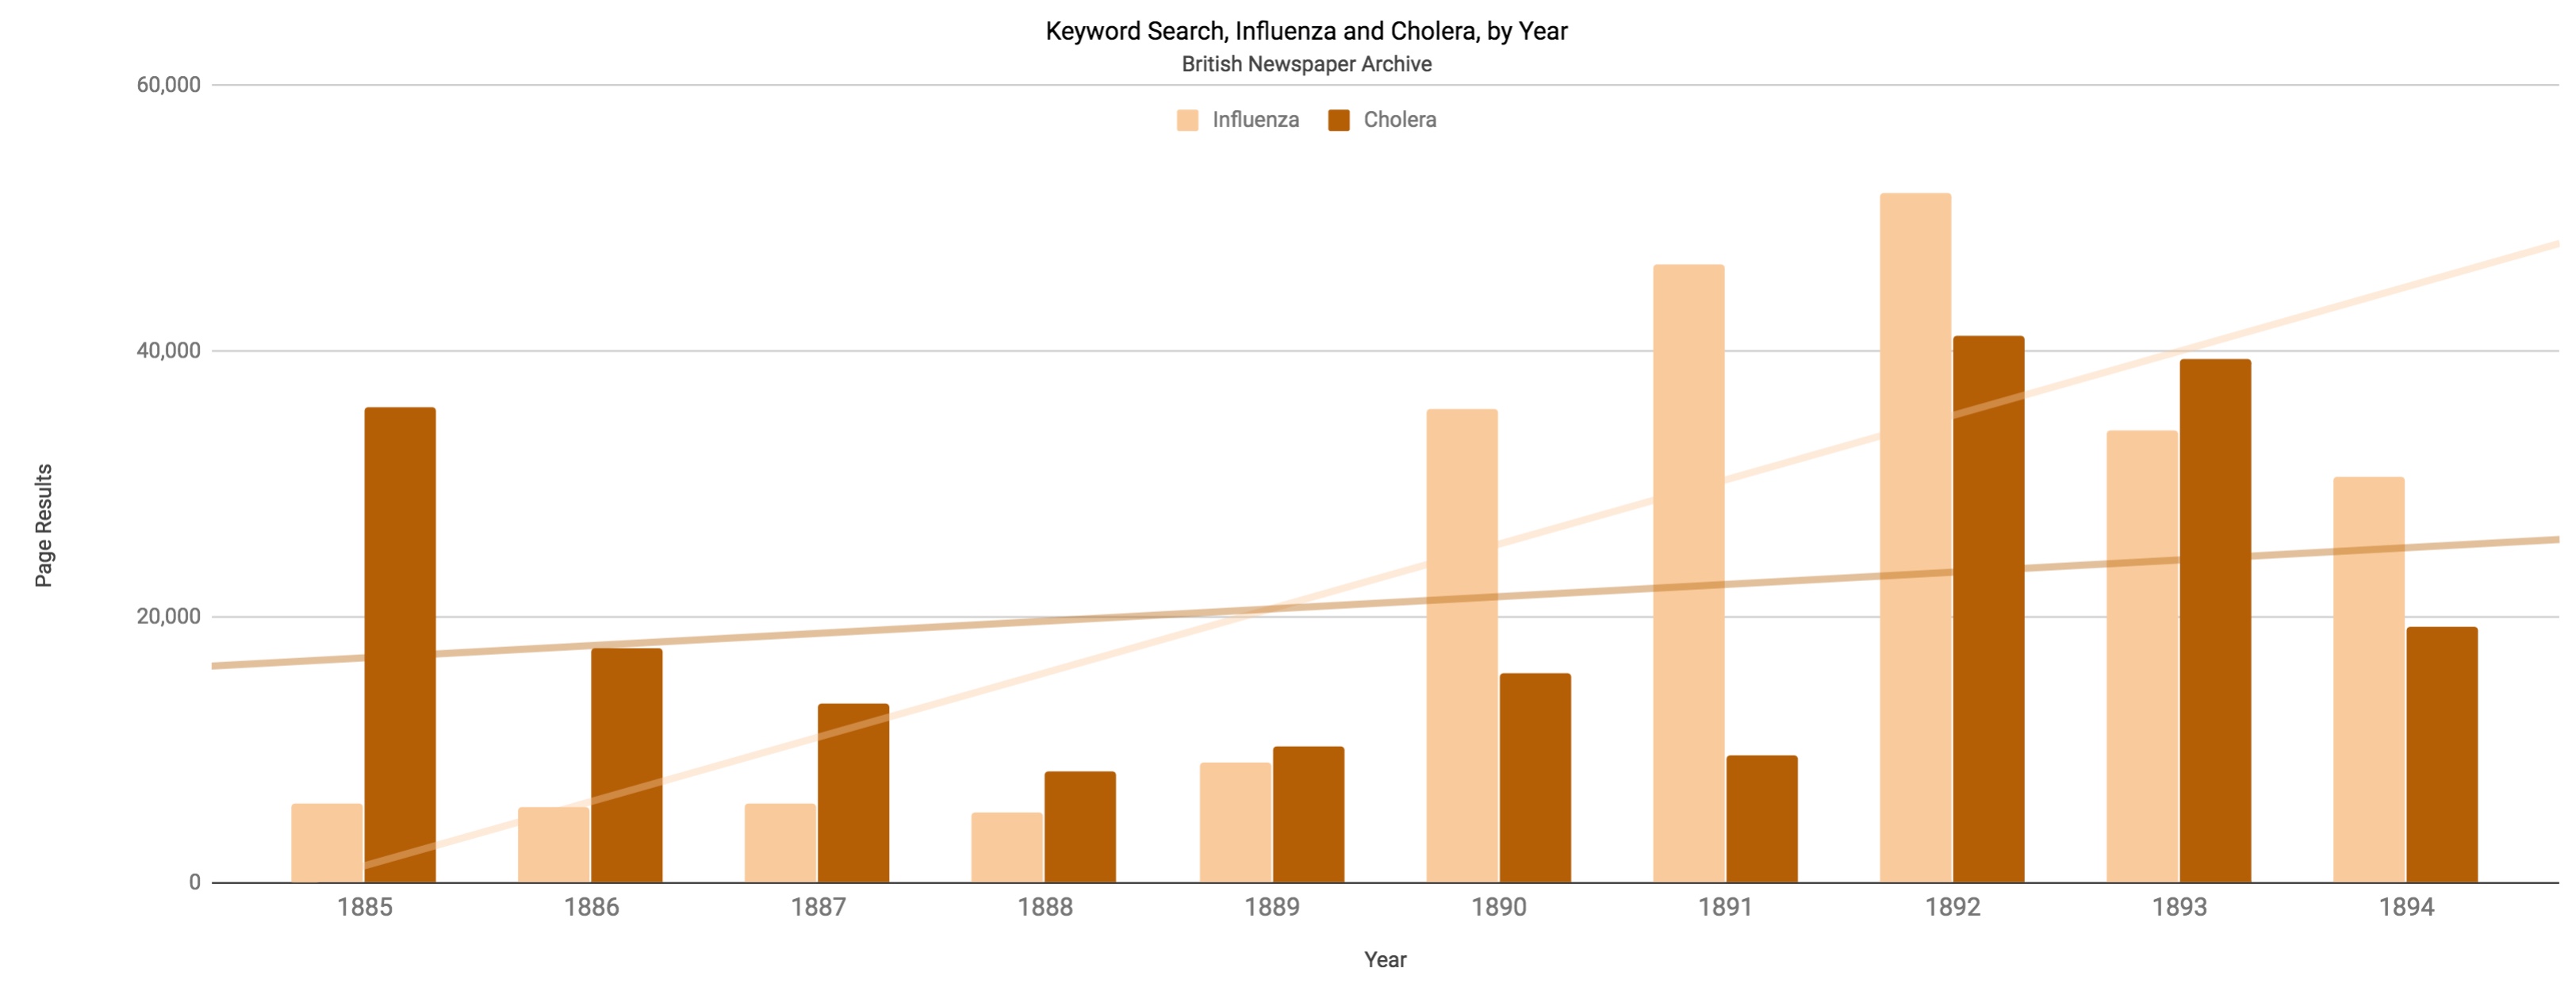 Keyword Search, Influenza and Cholera, by Year
British Newspaper Archive
Influenza Cholera
60,000
40,000
20,000
0
Page Results
1885 1886 1887 1888 1889 1890 1891 1892 1893 1894
Year